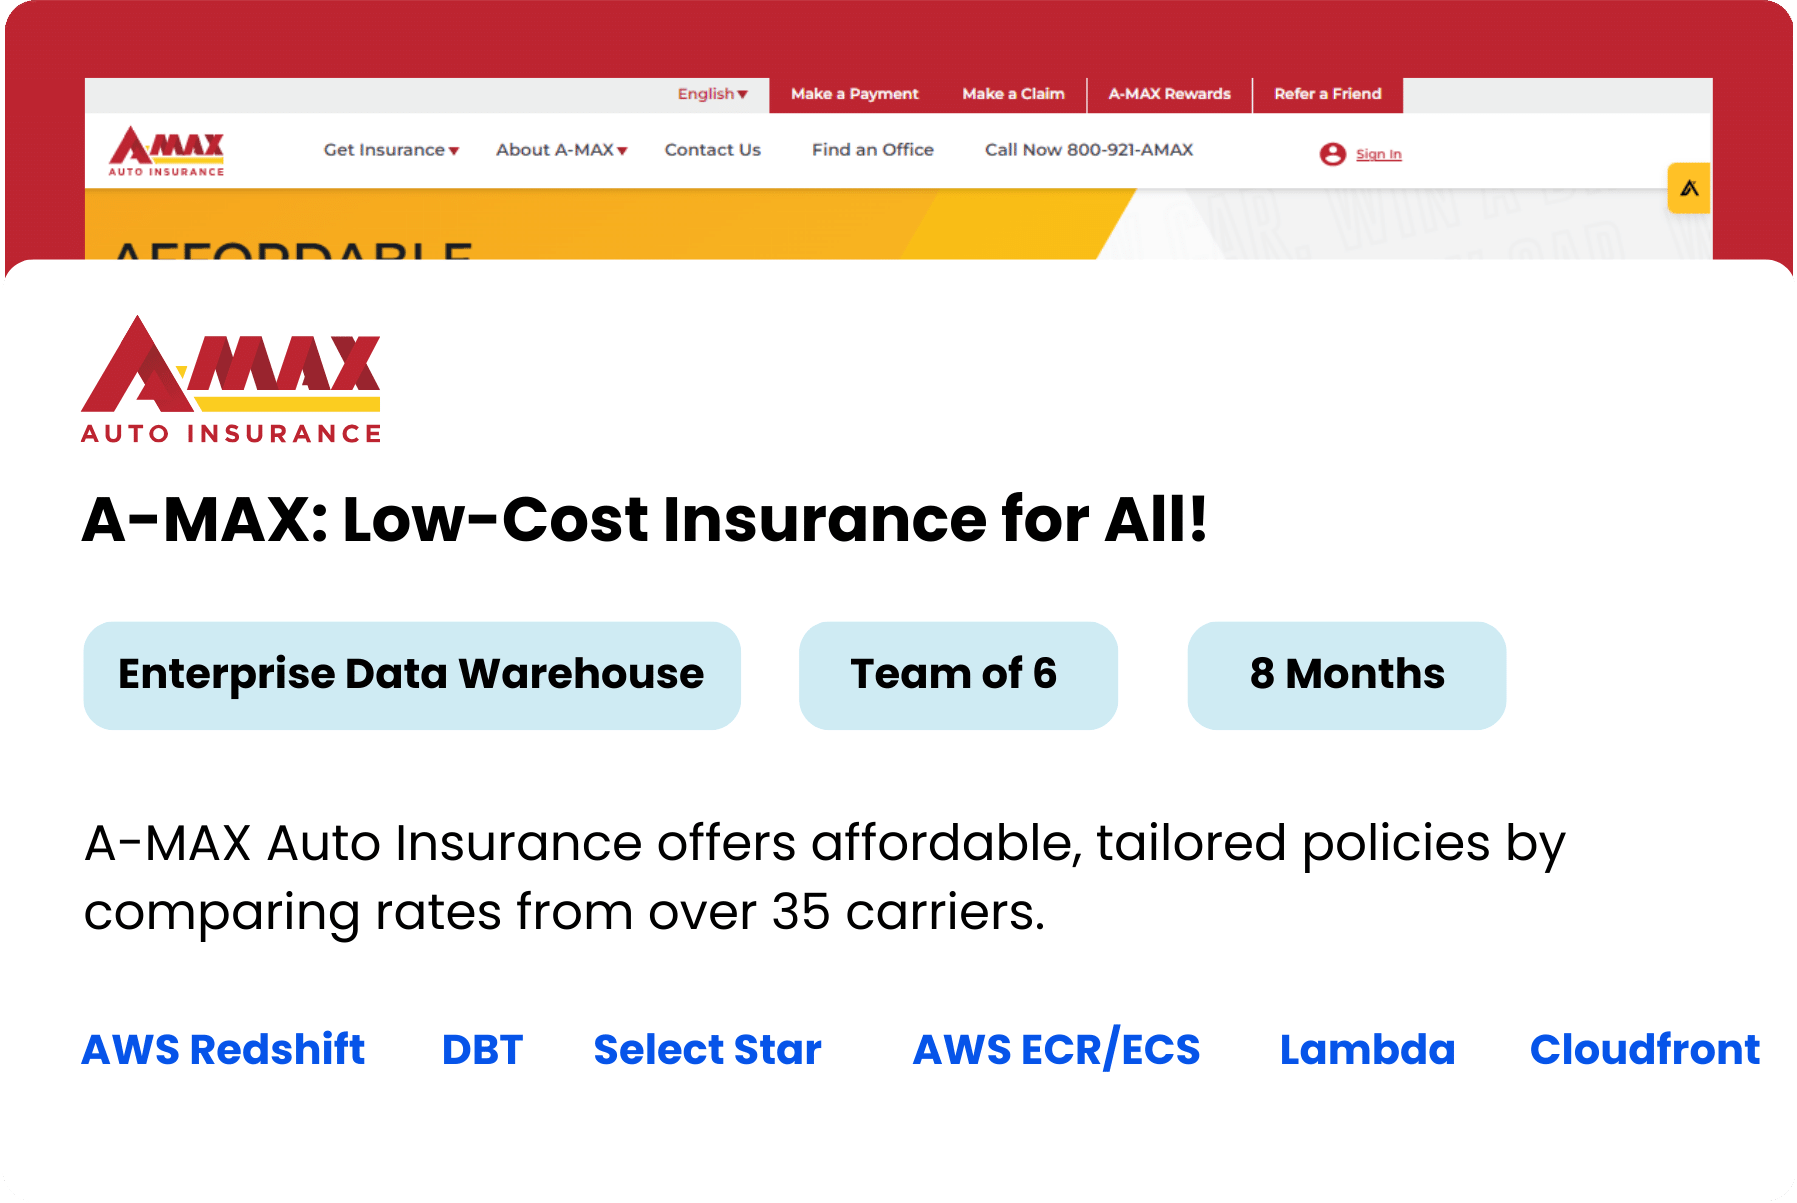 English
Make a Payment
Make a Claim
A-MAX Rewards
Refer a Friend
A-MAX
AUTO INSURANCE
Get Insurance
About A-MAX
Contact Us
Find an Office
Call Now 800-921-AMAX
Sign In
AFFORDABLE
A-MAX
AUTO INSURANCE
A-MAX: Low-Cost Insurance for All!
Enterprise Data Warehouse
Team of 6
8 Months
A-MAX Auto Insurance offers affordable, tailored policies by
comparing rates from over 35 carriers.
AWS Redshift
DBT
Select Star
AWS ECR/ECS
Lambda
Cloudfront